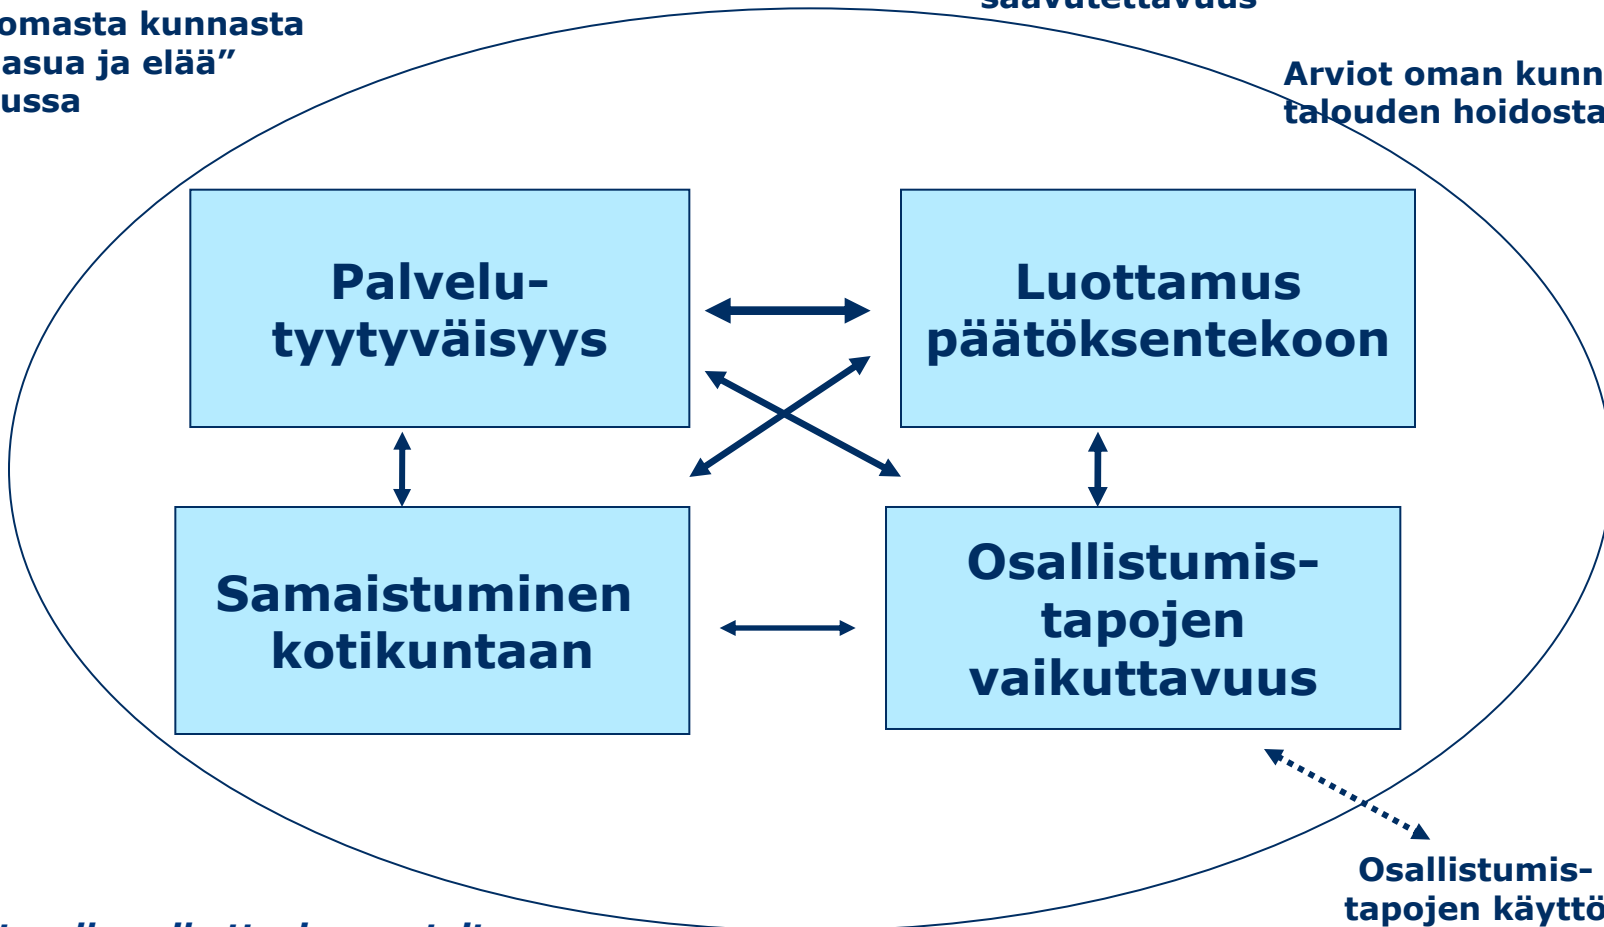 omasta kunnasta
asua ja elää”
ussa
saavutettavuus
Arviot oman kunn
talouden hoidosta
Palvelu-
tyytyväisyys
Luottamus
päätöksentekoon
Samaistuminen
kotikuntaan
Osallistumis-
tapojen
vaikuttavuus
Osallistumis-
tapojen käyttö